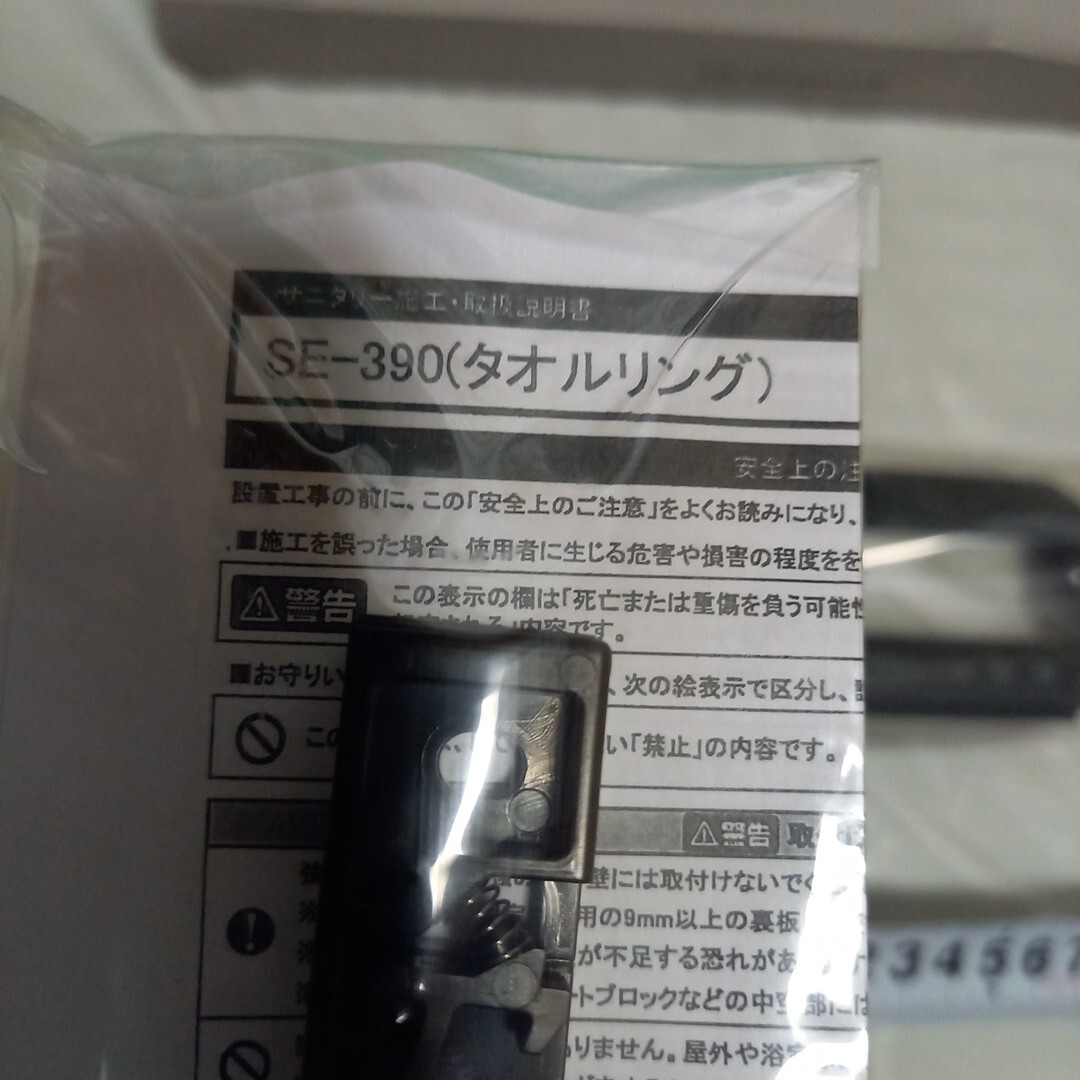 サニタリー施工・取扱説明書
SE-390(タオルリング)
安全上の注
設置工事の前に、この「安全上のご注意」をよくお読みになり、
■施工を誤った場合、使用者に生じる危害や損害の程度を
警告
この表示の欄は「死亡または重傷を負う可能性
内容です。
■お守りい
、次の絵表示で区分し、
この
い「禁止」の内容です。
警告 取
壁には取付けないでく
用の9mm以上の裏板
が不足する恐れがあ
ートブロックなどの中空部には
ありません。屋外や浴室
34567